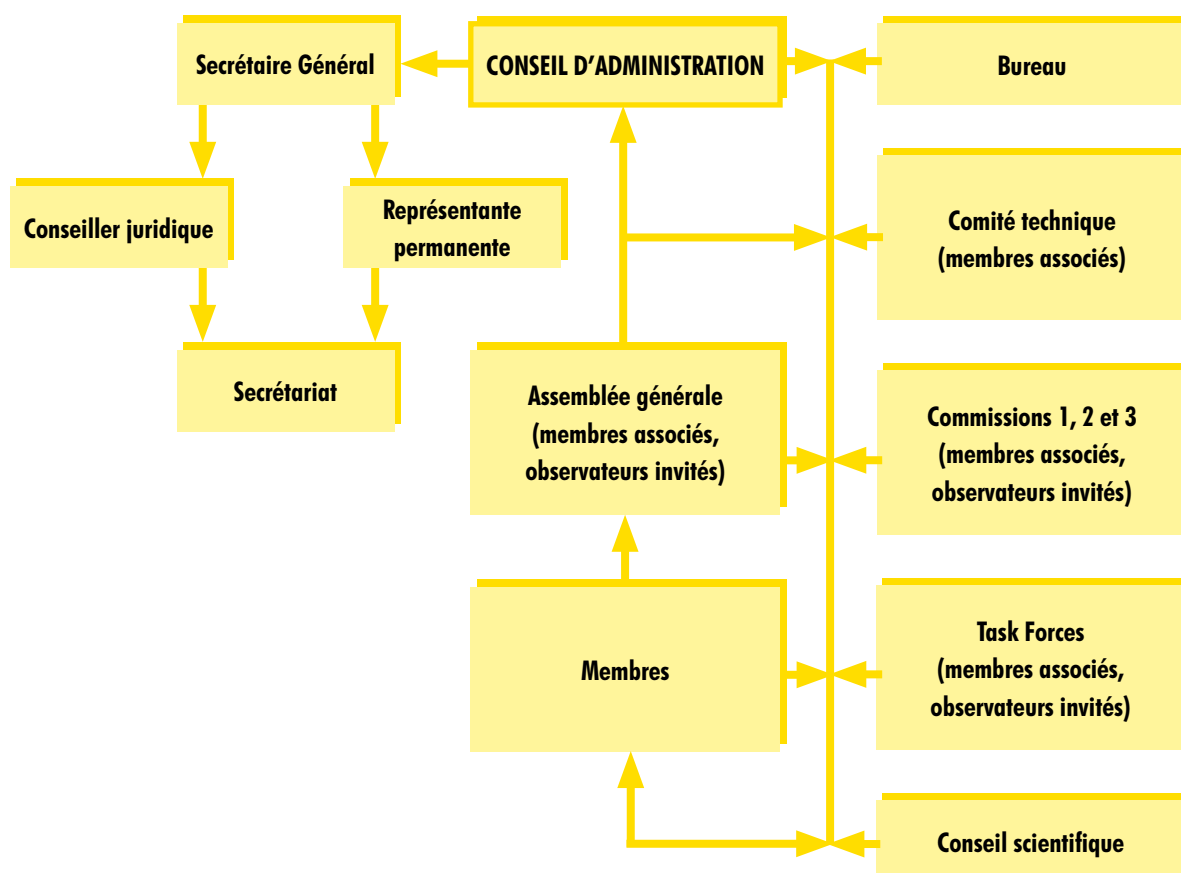 Secrétaire Général
CONSEIL D'ADMINISTRATION
Bureau
Conseiller juridique
Représentante
permanente
Comité technique
(membres associés)
Secrétariat
Assemblée générale
(membres associés,
observateurs invités)
Commissions 1, 2 et 3
(membres associés,
observateurs invités)
Membres
Task Forces
(membres associés,
observateurs invités)
Conseil scientifique